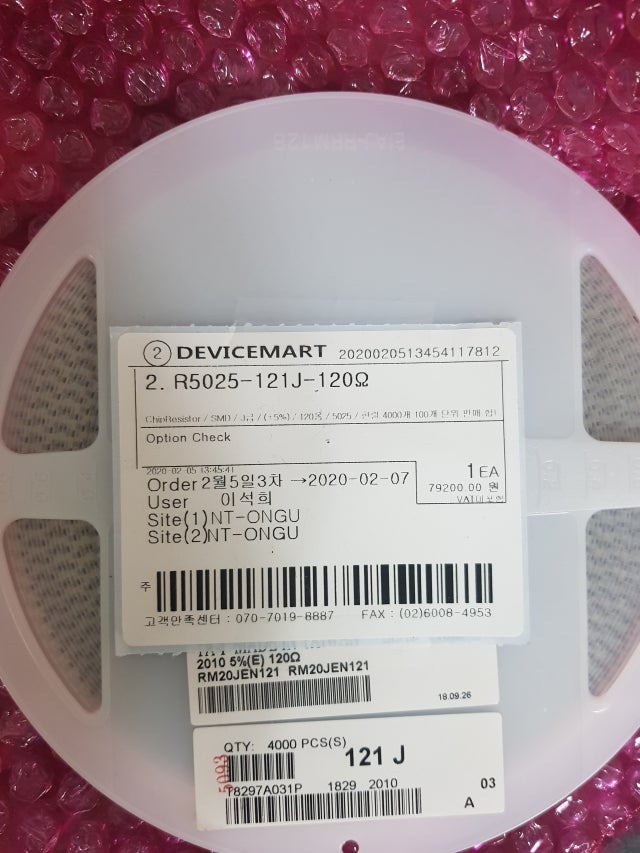 EIAJ-RRM12B
2 DEVICEMART 2020020513454117812
2. R5025-121J-120Ω
ChipResistor / SMD / J급 / (±5%) / 120옴 / 5025 / 4000개 100개 단위 판매
Option Check
2020-02-05 13:45:41
Order 2월5일3차 →2020-02-07
1 EA
User 이석희
79200.00 원
VAT미포함
Site(1)NT-ONGU
Site(2)NT-ONGU
주
고객만족센터 : 070-7019-8887 FAX : (02)6008-4953
MADE IN
2010 5%(E) 120Ω
RM20JEN121 RM20JEN121
18.09.26
QTY: 4000 PCS(S)
121 J
5093
T8297A031P 1829 2010
03
A